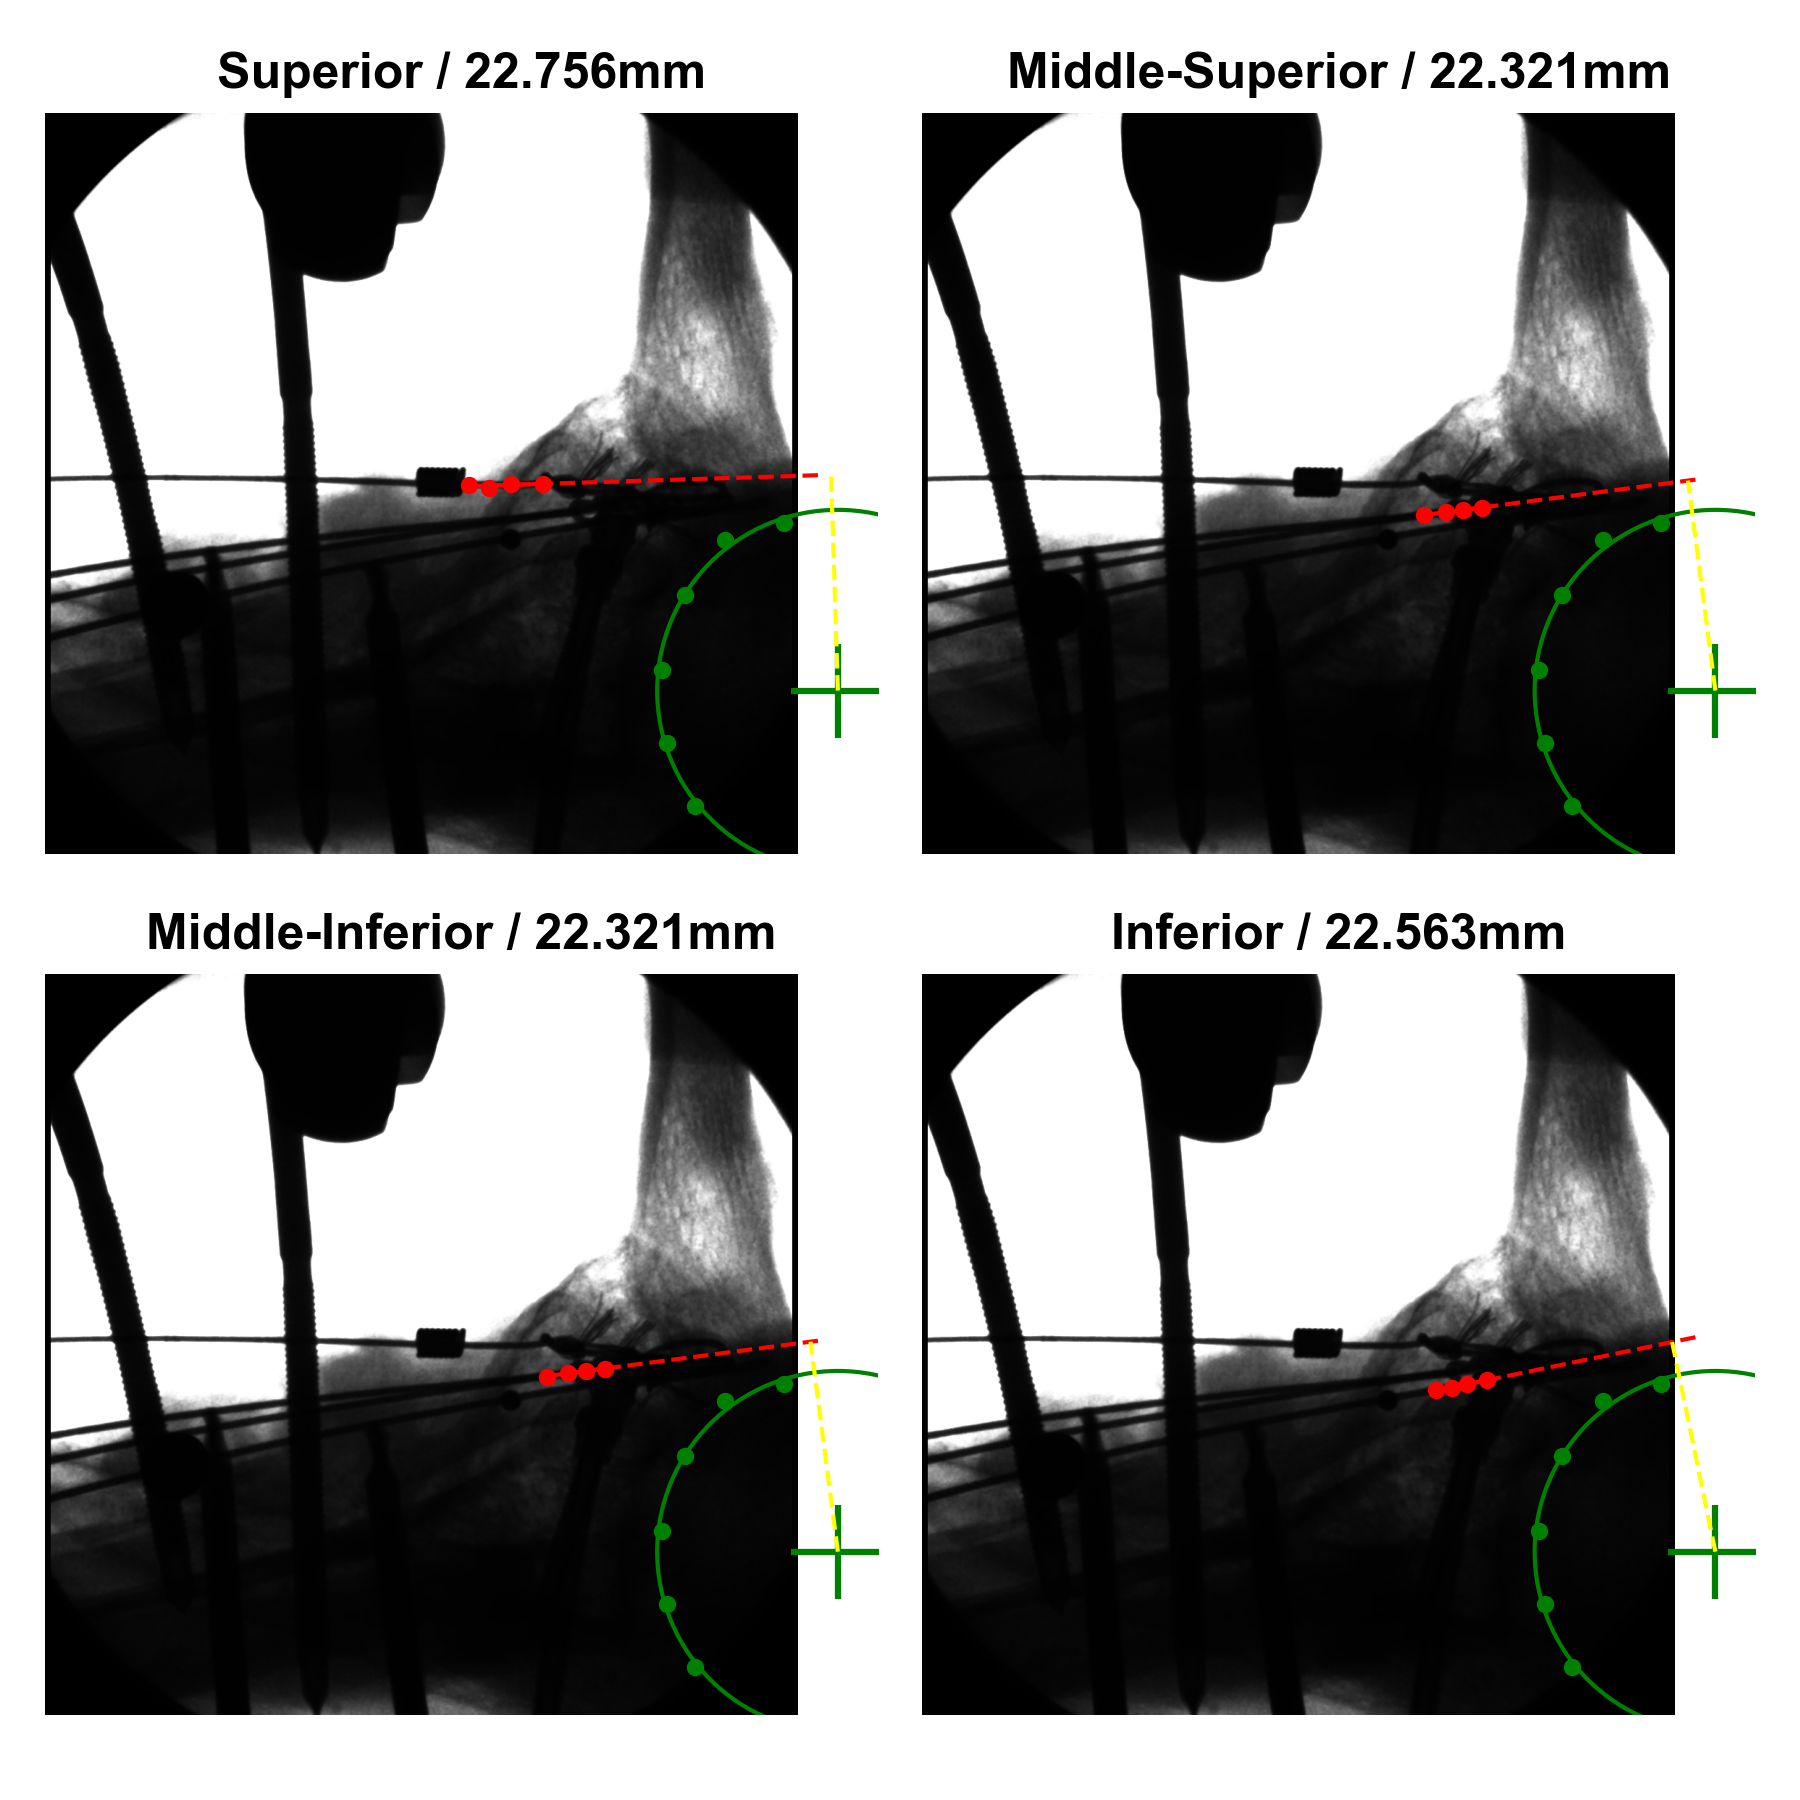 Superior / 22.756mm
Middle-Superior / 22.321mm
Middle-Inferior / 22.321mm
Inferior / 22.563mm